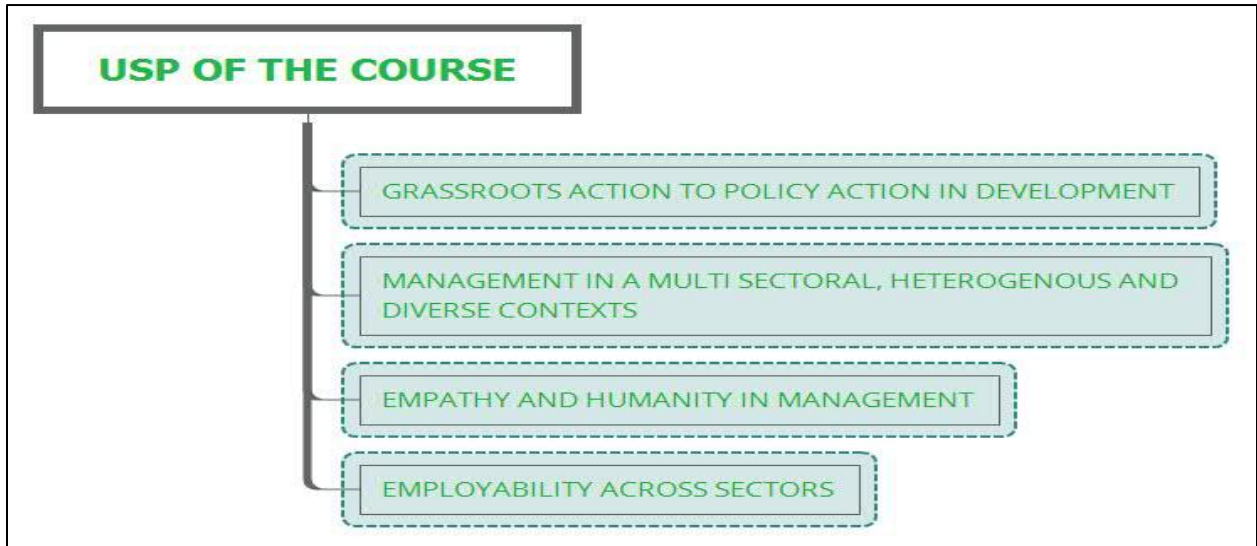 USP OF THE COURSE
GRASSROOTS ACTION TO POLICY ACTION IN DEVELOPMENT
MANAGEMENT IN A MULTI SECTORAL, HETEROGENOUS AND
DIVERSE CONTEXTS
EMPATHY AND HUMANITY IN MANAGEMENT
EMPLOYABILITY ACROSS SECTORS